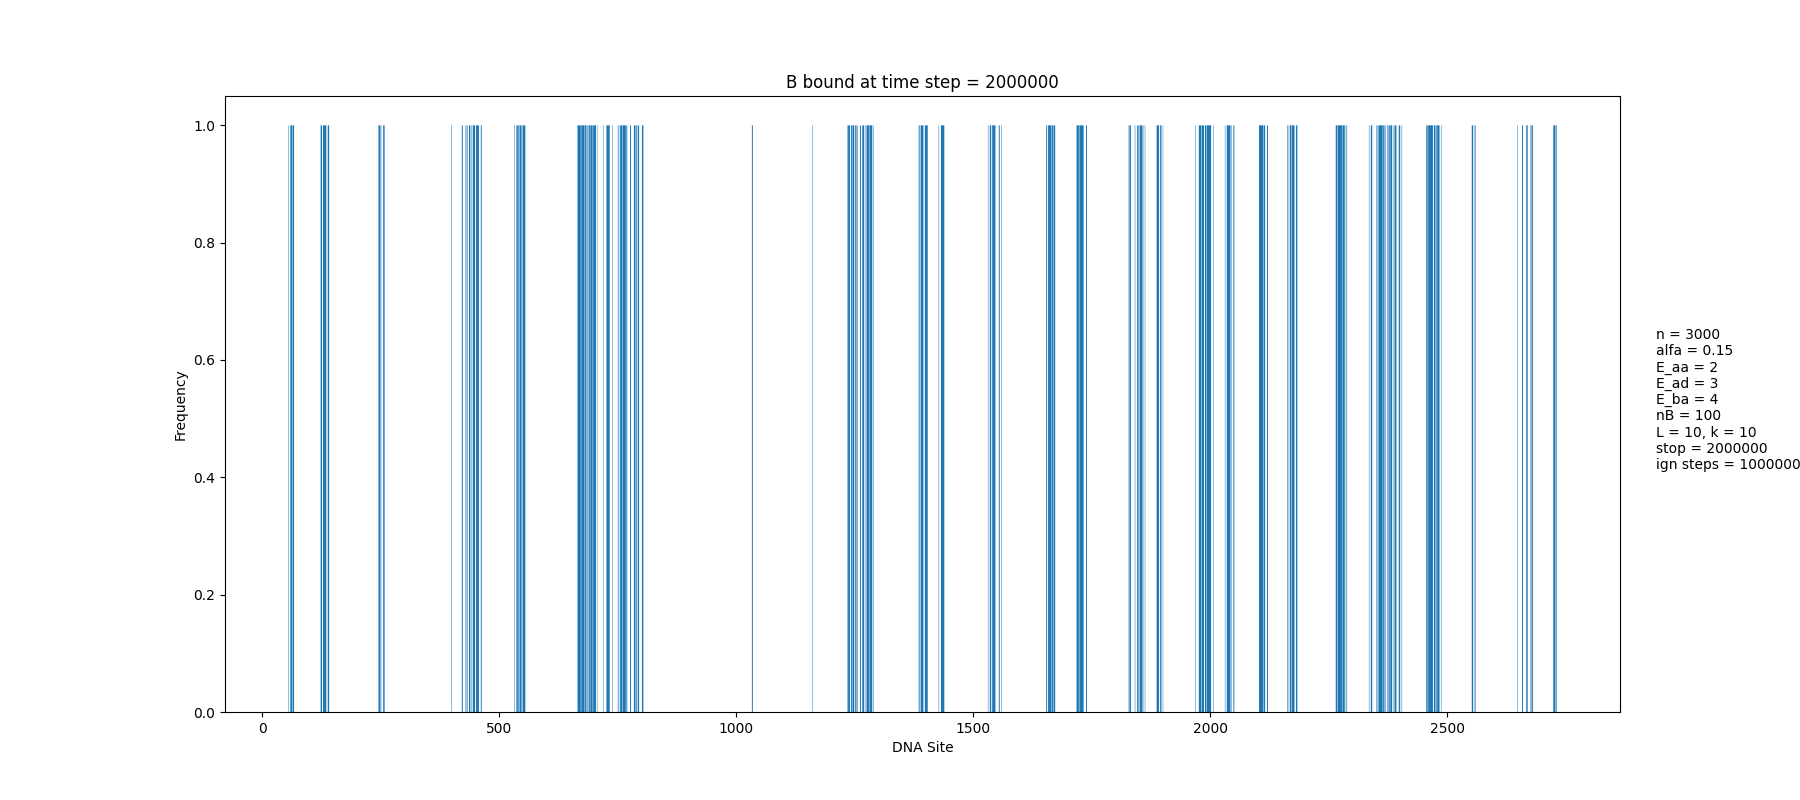 B bound at time step = 2000000
1.0
0.8
0.6
0.4
0.2
0.0
Frequency
0 500 1000 1500 2000 2500
DNA Site
n = 3000
alfa = 0.15
E_aa = 2
E_ad = 3
E_ba = 4
nB = 100
L = 10, k = 10
stop = 2000000
ign steps = 1000000